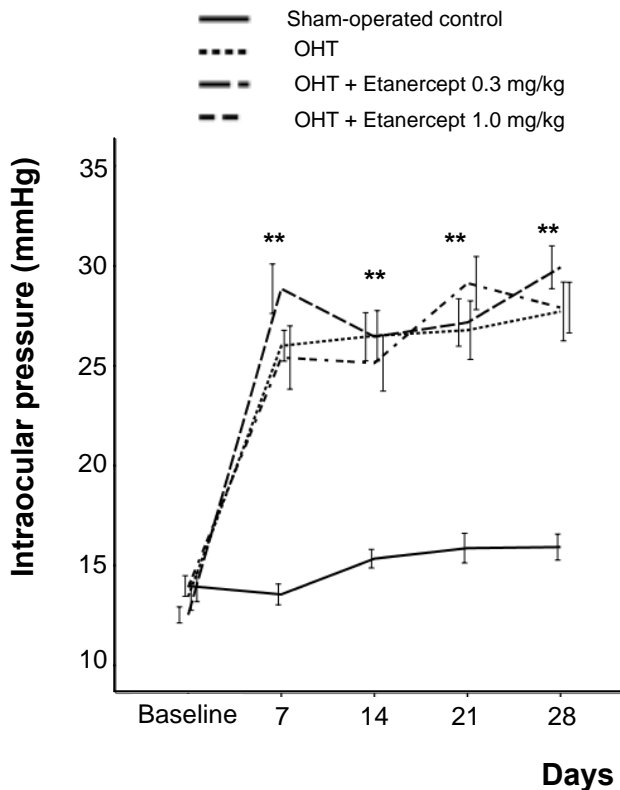 Sham-operated control
OHT
OHT + Etanercept 0.3 mg/kg
OHT + Etanercept 1.0 mg/kg
Intraocular pressure (mmHg)
35
30
25
20
15
10
**
**
**
**
Baseline 7 14 21 28
Days